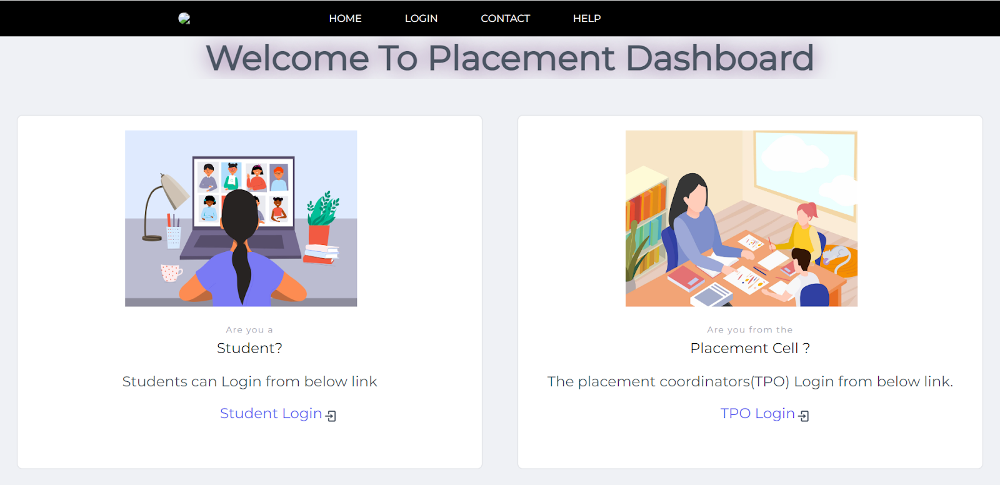 HOME LOGIN CONTACT HELP
Welcome To Placement Dashboard
Are you a
Student?
Students can Login from below link
Student Login
Are you from the
Placement Cell ?
The placement coordinators(TPO) Login from below link.
TPO Login